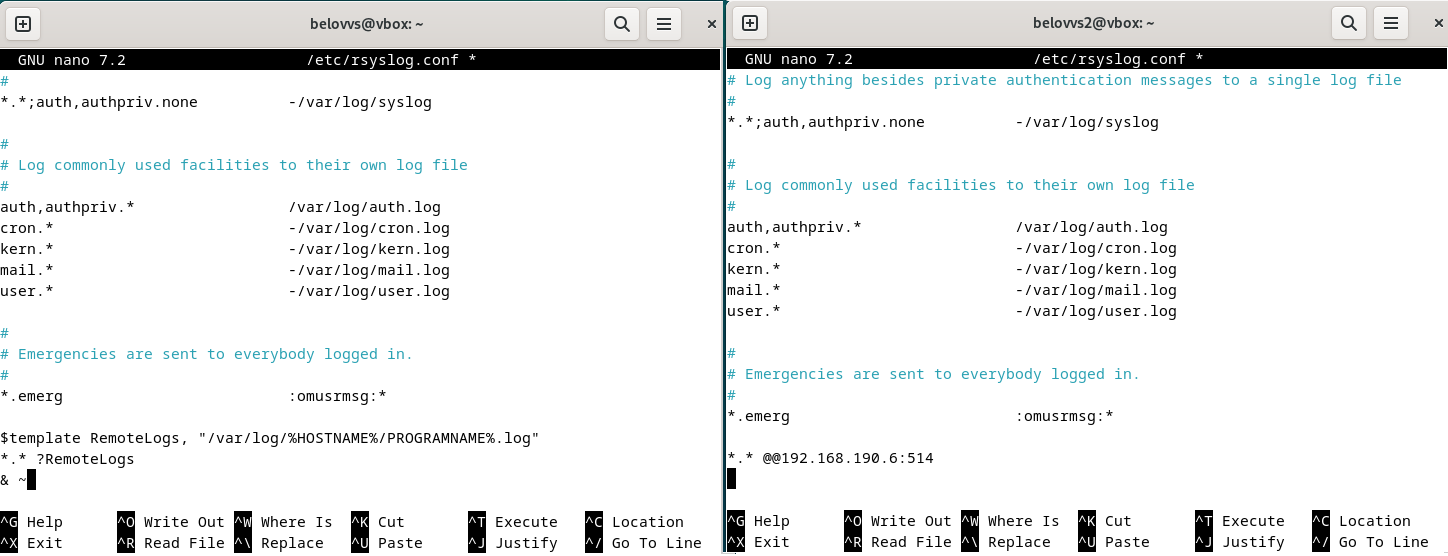 belovvs@vbox: ~
GNU nano 7.2 /etc/rsyslog.conf *
#
*.*;auth,authpriv.none -/var/log/syslog
#
# Log commonly used facilities to their own log file
#
auth,authpriv.* /var/log/auth.log
cron.* -/var/log/cron.log
kern.* -/var/log/kern.log
mail.* -/var/log/mail.log
user.* -/var/log/user.log
#
# Emergencies are sent to everybody logged in.
#
*.emerg :omusrmsg:*
$template RemoteLogs, "/var/log/%HOSTNAME%/PROGRAMNAME%.log"
*.* ?RemoteLogs
& ~
^G Help ^O Write Out ^W Where Is ^K Cut ^T Execute ^C Location
^X Exit ^R Read File ^\ Replace ^U Paste ^J Justify ^/ Go To Line
belovvs2@vbox: ~
GNU nano 7.2 /etc/rsyslog.conf *
# Log anything besides private authentication messages to a single log file
#
*.*;auth,authpriv.none -/var/log/syslog
#
# Log commonly used facilities to their own log file
#
auth,authpriv.* /var/log/auth.log
cron.* -/var/log/cron.log
kern.* -/var/log/kern.log
mail.* -/var/log/mail.log
user.* -/var/log/user.log
#
# Emergencies are sent to everybody logged in.
#
*.emerg :omusrmsg:*
*.* @@192.168.190.6:514
^G Help ^O Write Out ^W Where Is ^K Cut ^T Execute ^C Location
^X Exit ^R Read File ^\ Replace ^U Paste ^J Justify ^/ Go To Line